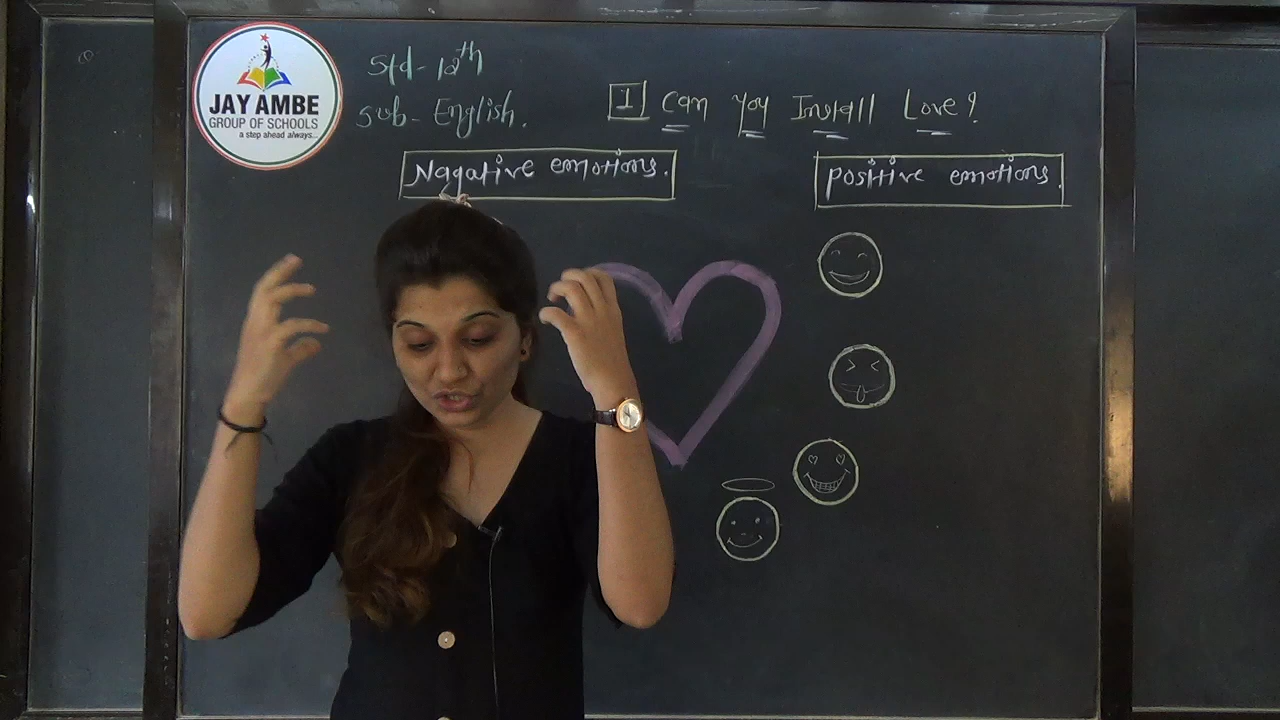 JAY AMBE
GROUP OF SCHOOLS
a step ahead always...
Std - 12th
Sub - English.
1 Can You Install Love?
Nagative emotions.
Positive emotions.